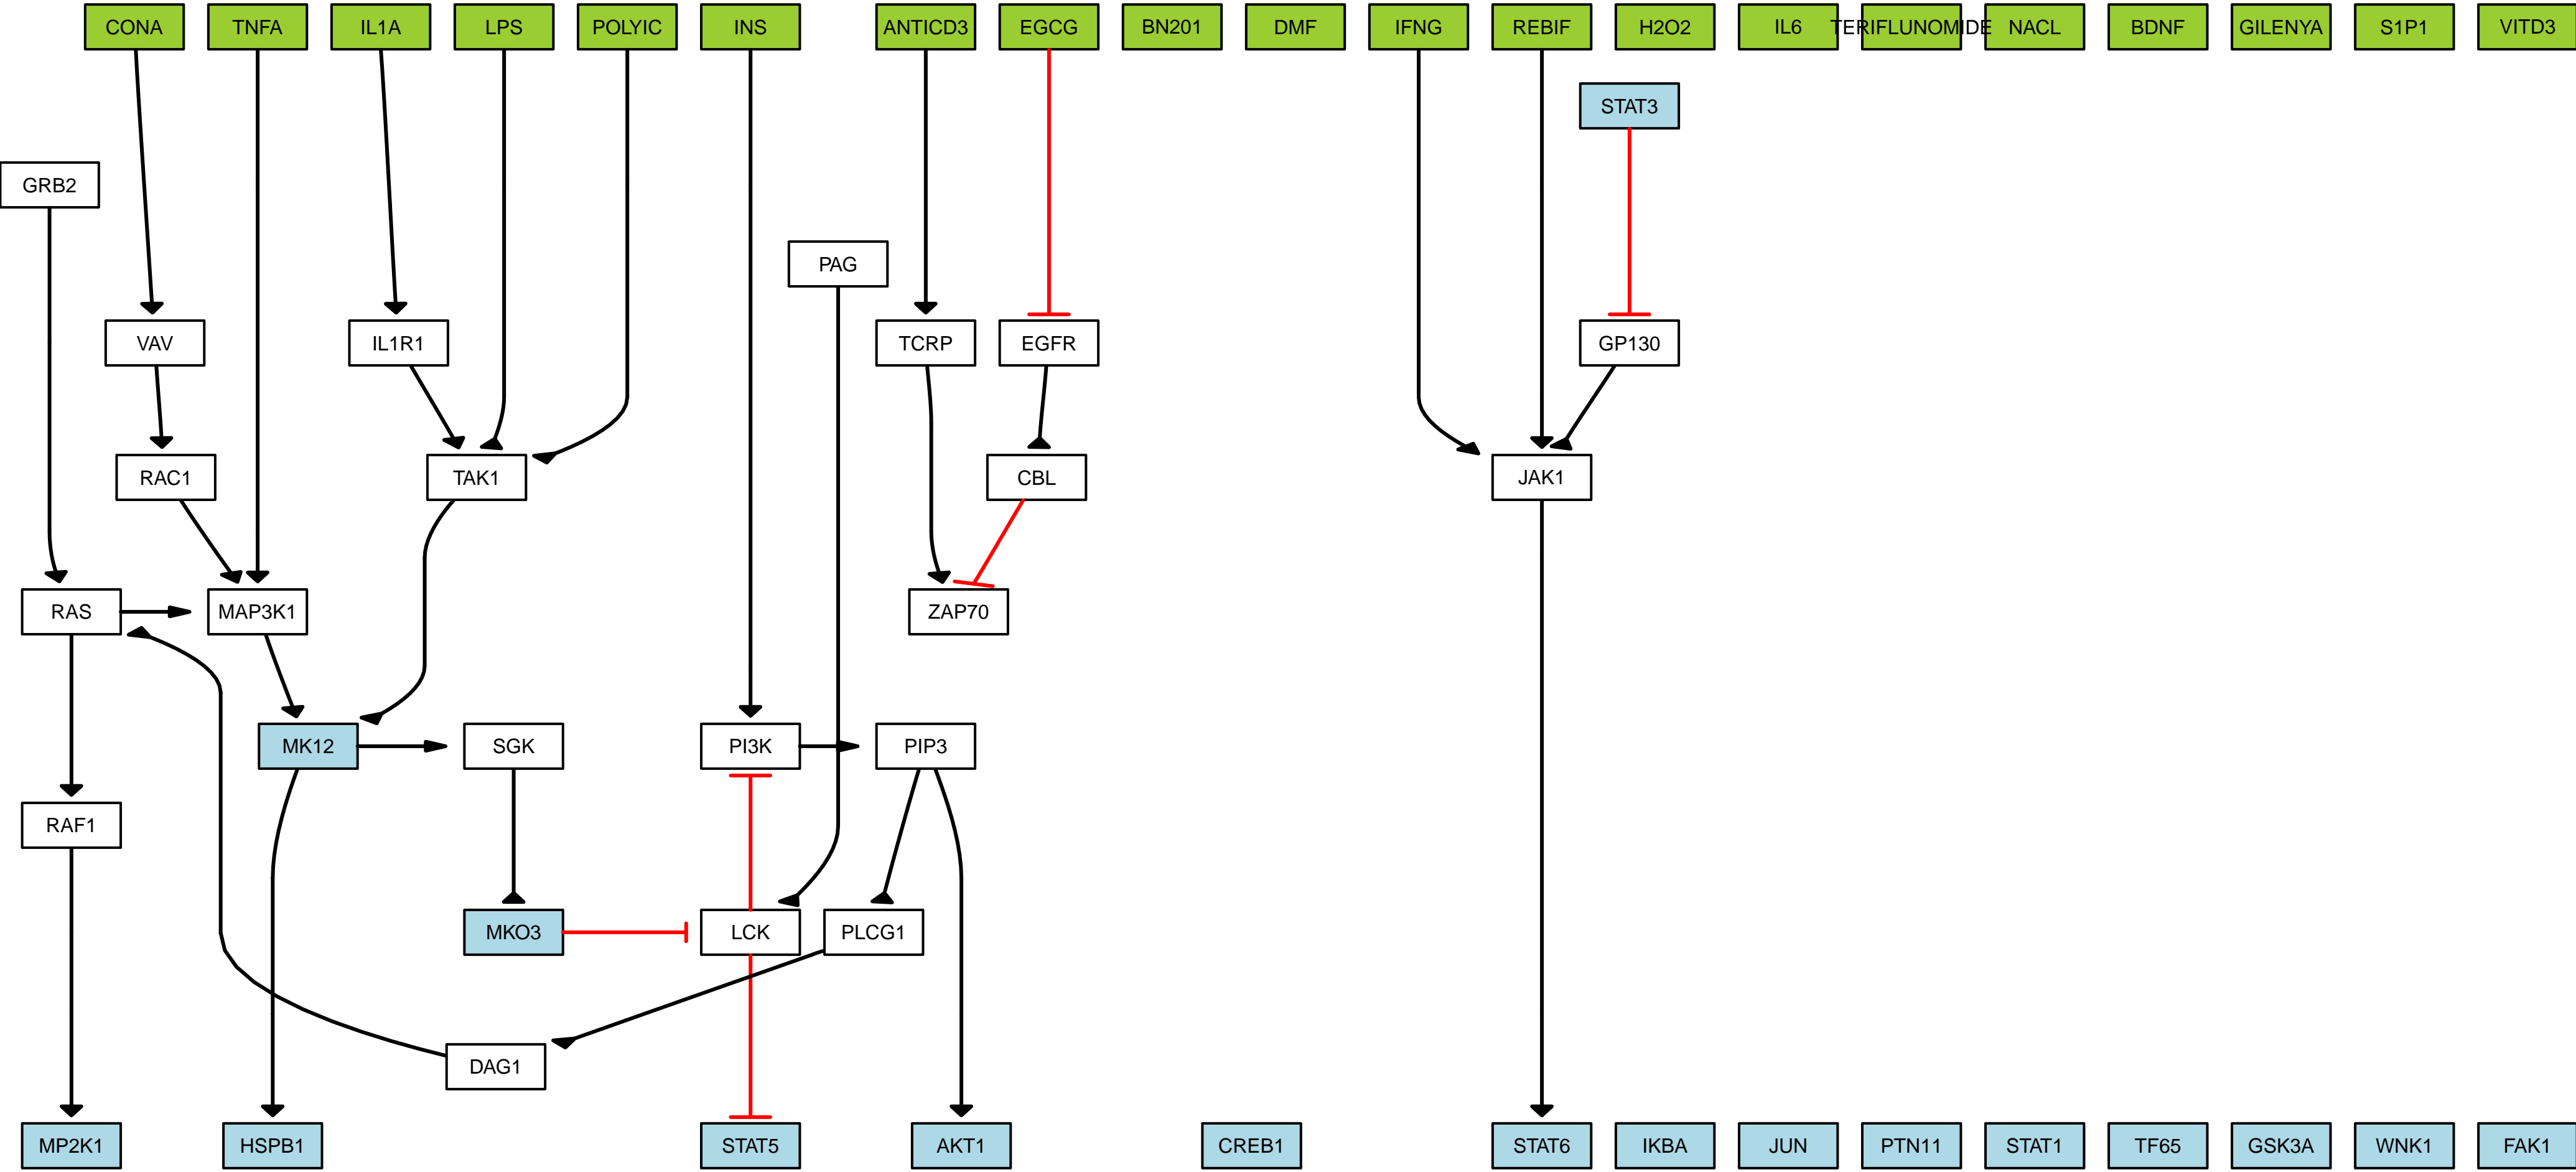 CONA TNFA IL1A LPS POLYIC INS ANTICD3 EGCG BN201 DMF IFNG REBIF H2O2 IL6 TERIFLUNOMIDE NACL BDNF GILENYA S1P1 VITD3
STAT3
GRB2
PAG
VAV IL1R1 TCRP EGFR GP130
RAC1 TAK1 CBL JAK1
RAS MAP3K1 ZAP70
MK12 SGK PI3K PIP3
RAF1
MKO3 LCK PLCG1
DAG1
MP2K1 HSPB1 STAT5 AKT1 CREB1 STAT6 IKBA JUN PTN11 STAT1 TF65 GSK3A WNK1 FAK1